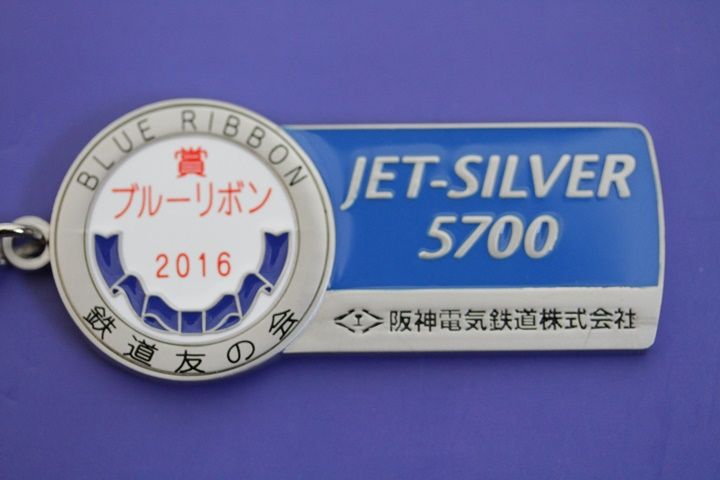 BLUE RIBBON
賞
ブルーリボン
2016
鉄道友の会
JET-SILVER
5700
阪神電気鉄道株式会社